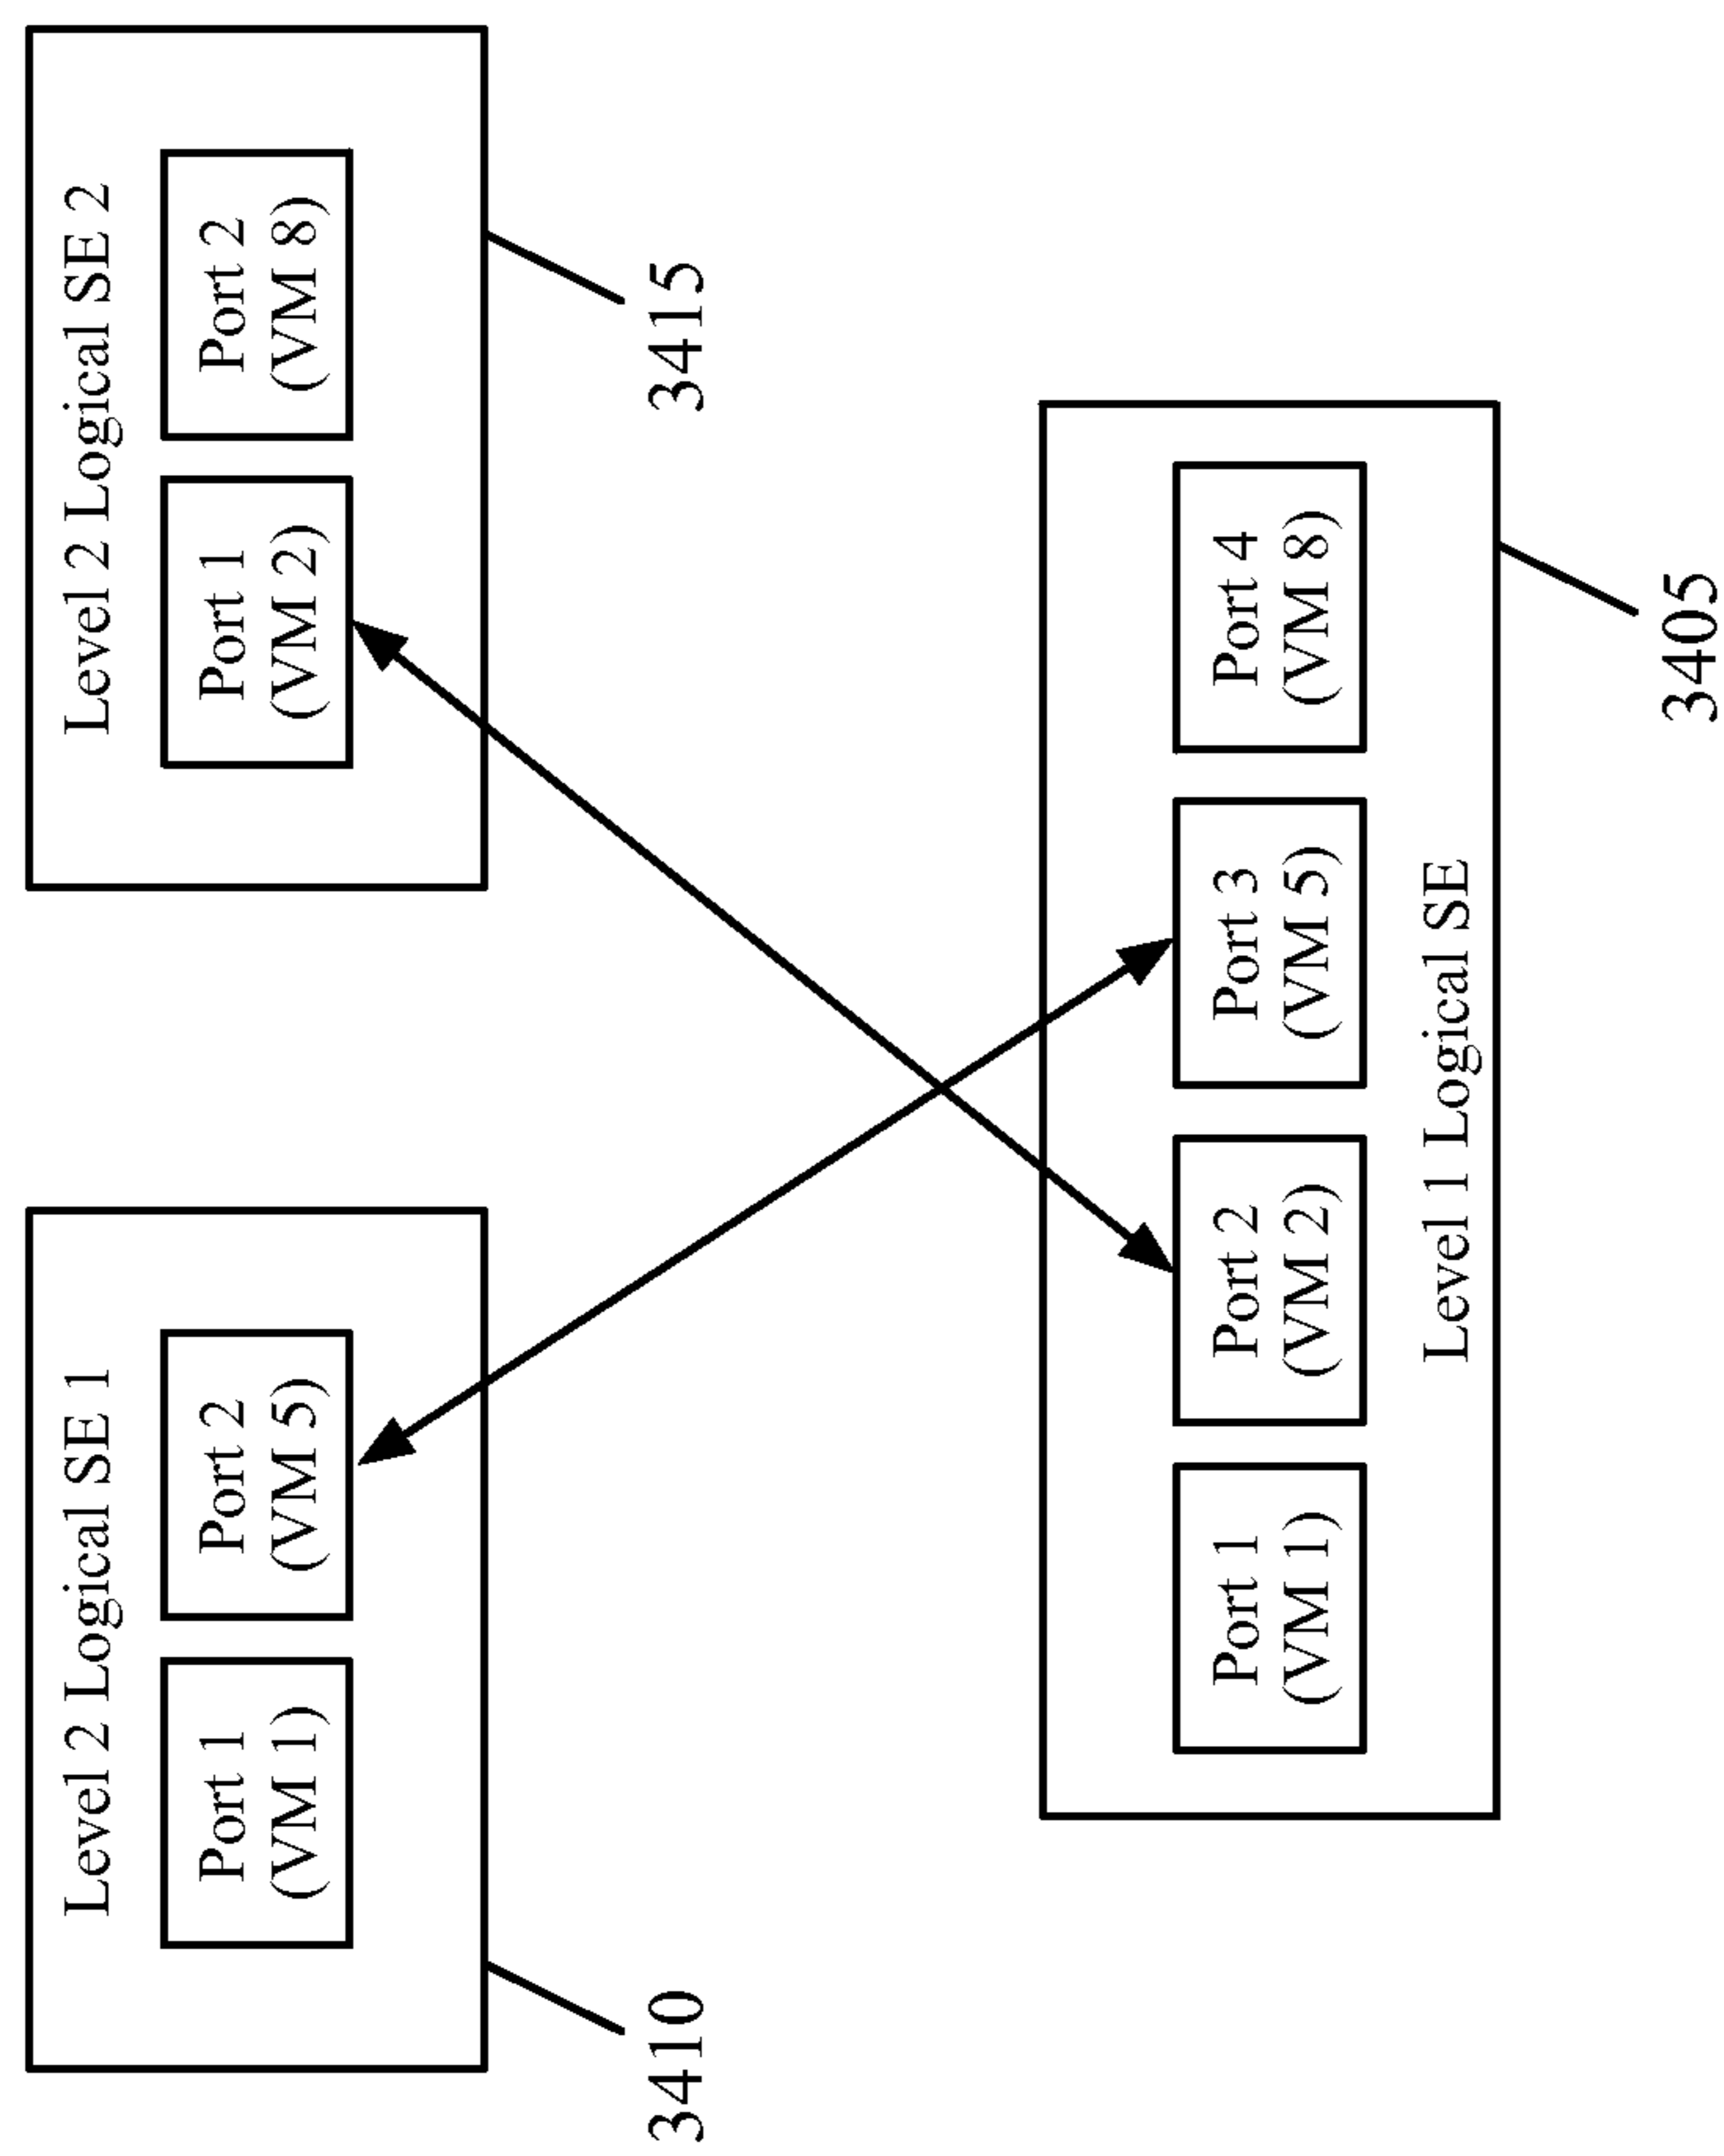 Level 2 Logical SE 1
Port 1
(VM 1)
Port 2
(VM 5)
3410
Level 2 Logical SE 2
Port 1
(VM 2)
Port 2
(VM 8)
3415
Port 1
(VM 1)
Port 2
(VM 2)
Port 3
(VM 5)
Port 4
(VM 8)
Level 1 Logical SE
3405